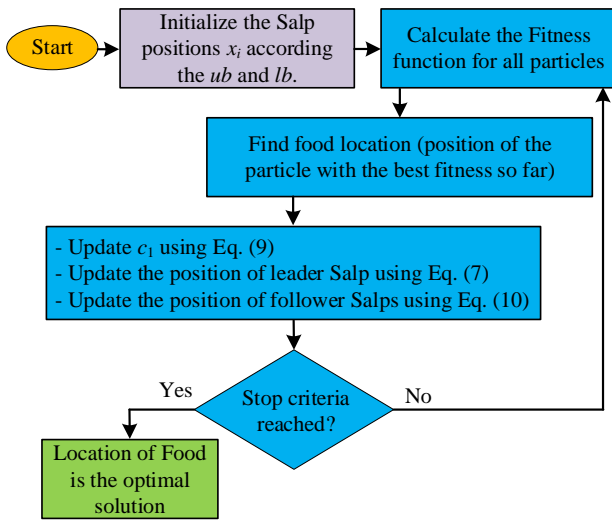 Start
Initialize the Salp
positions xi according
the ub and lb.
Calculate the Fitness
function for all particles
Find food location (position of the
particle with the best fitness so far)
- Update c1 using Eq. (9)
- Update the position of leader Salp using Eq. (7)
- Update the position of follower Salps using Eq. (10)
Yes
Stop criteria
reached?
No
Location of Food
is the optimal
solution